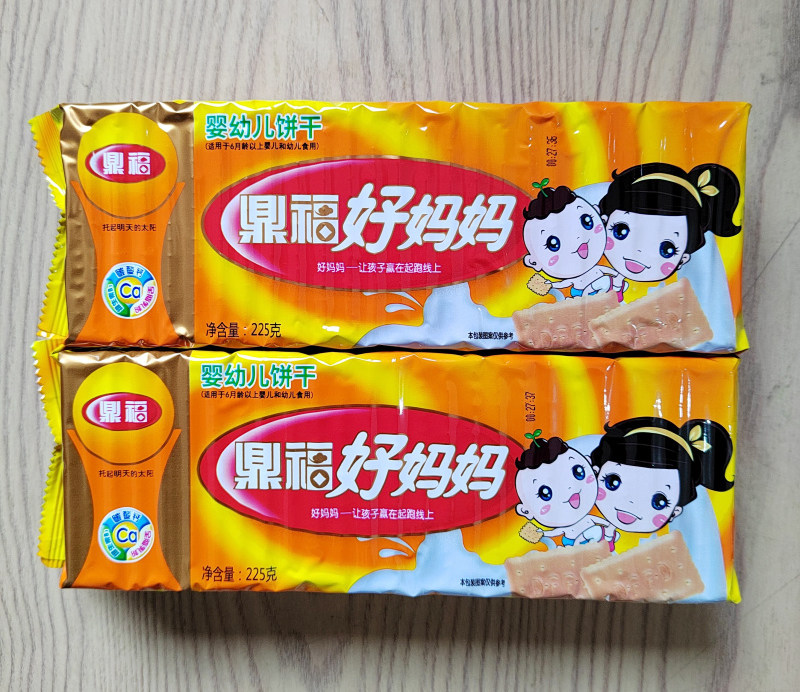 婴幼儿饼干
(适用于6月龄以上婴儿和幼儿食用)
00:27:35
鼎福
托起明天的太阳
鼎福好妈妈
好妈妈——让孩子赢在起跑线上
Ca
净含量：225克
本包装图案仅供参考
婴幼儿饼干
(适用于6月龄以上婴儿和幼儿食用)
00:27:37
鼎福
托起明天的太阳
鼎福好妈妈
好妈妈——让孩子赢在起跑线上
Ca
净含量：225克
本包装图案仅供参考